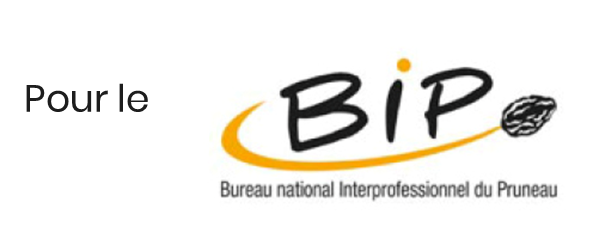 Pour le
BiP
Bureau national Interprofessionnel du Pruneau